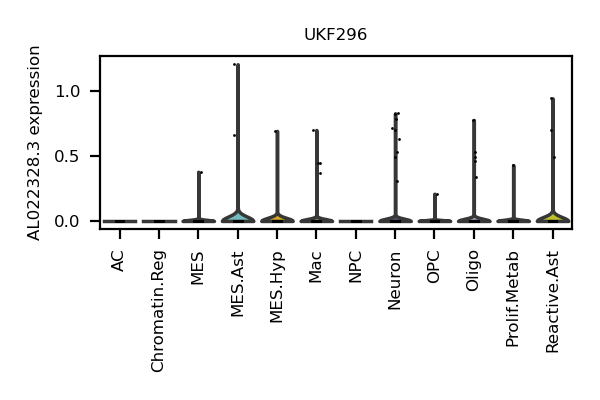 UKF296
AL022328.3 expression
1.0
0.5
0.0
AC
Chromatin.Reg
MES
MES.Ast
MES.Hyp
Mac
NPC
Neuron
OPC
Oligo
Prolif.Metab
Reactive.Ast